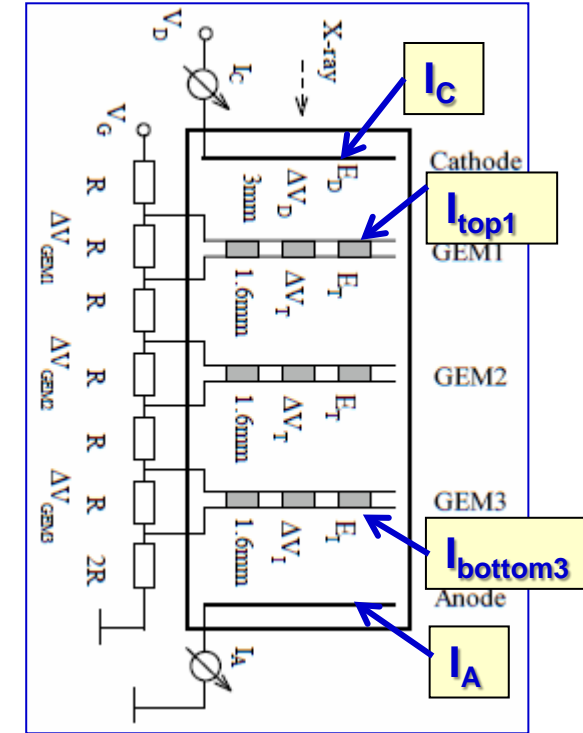 V_D
I_C
X-ray
I_C
V_G
Cathode
R
3mm
ΔV_D
E_D
I_top1
ΔV_GEM1
R
GEM1
R
1.6mm
ΔV_T
E_T
ΔV_GEM2
R
GEM2
R
1.6mm
ΔV_T
E_T
ΔV_GEM3
R
GEM3
2R
1.6mm
ΔV_I
E_I
I_bottom3
Anode
I_A
I_A